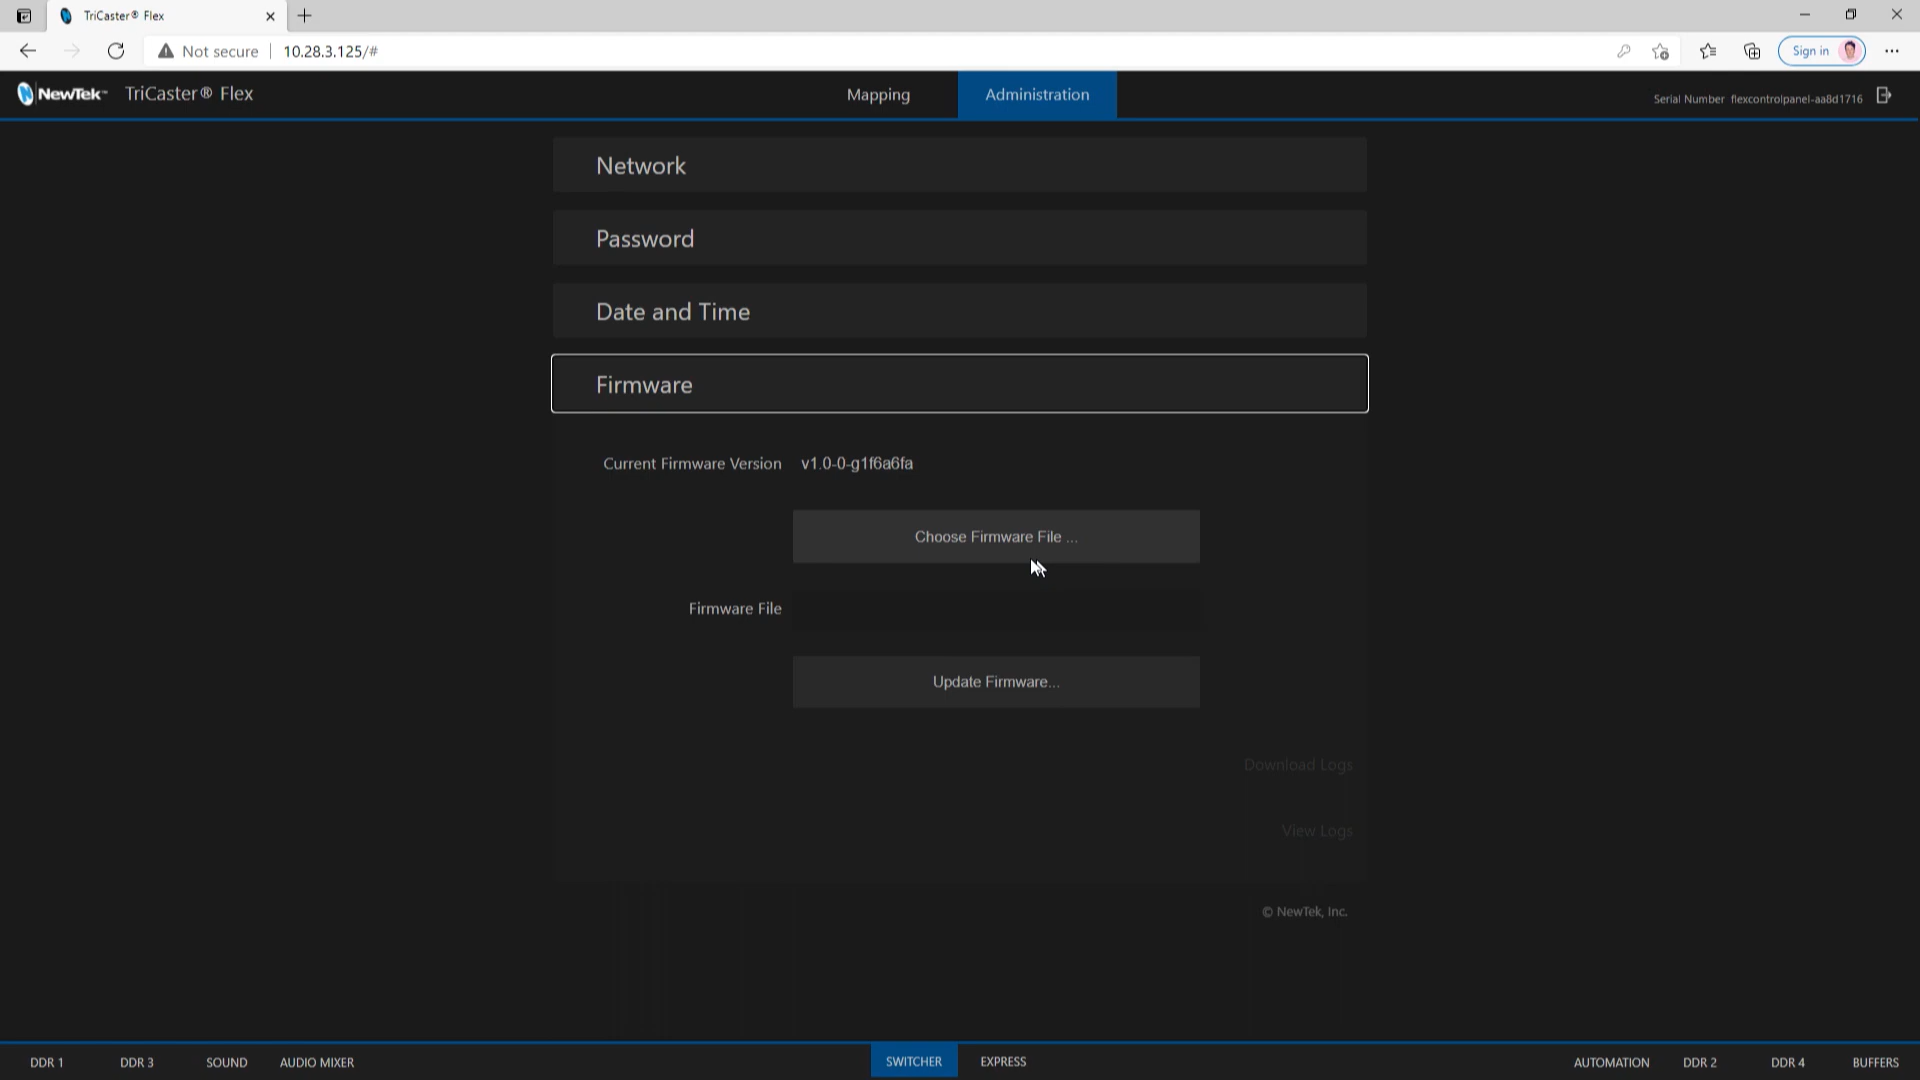 TriCaster® Flex
Not secure 10.28.3.125/# Sign in
NewTek™ TriCaster® Flex Mapping Administration Serial Number flexcontrolpanel-aa8d1716
Network
Password
Date and Time
Firmware
Current Firmware Version v1.0-0-g1f6a6fa
Choose Firmware File ...
Firmware File
Update Firmware...
Download Logs
View Logs
© NewTek, Inc.
DDR 1 DDR 3 SOUND AUDIO MIXER SWITCHER EXPRESS AUTOMATION DDR 2 DDR 4 BUFFERS